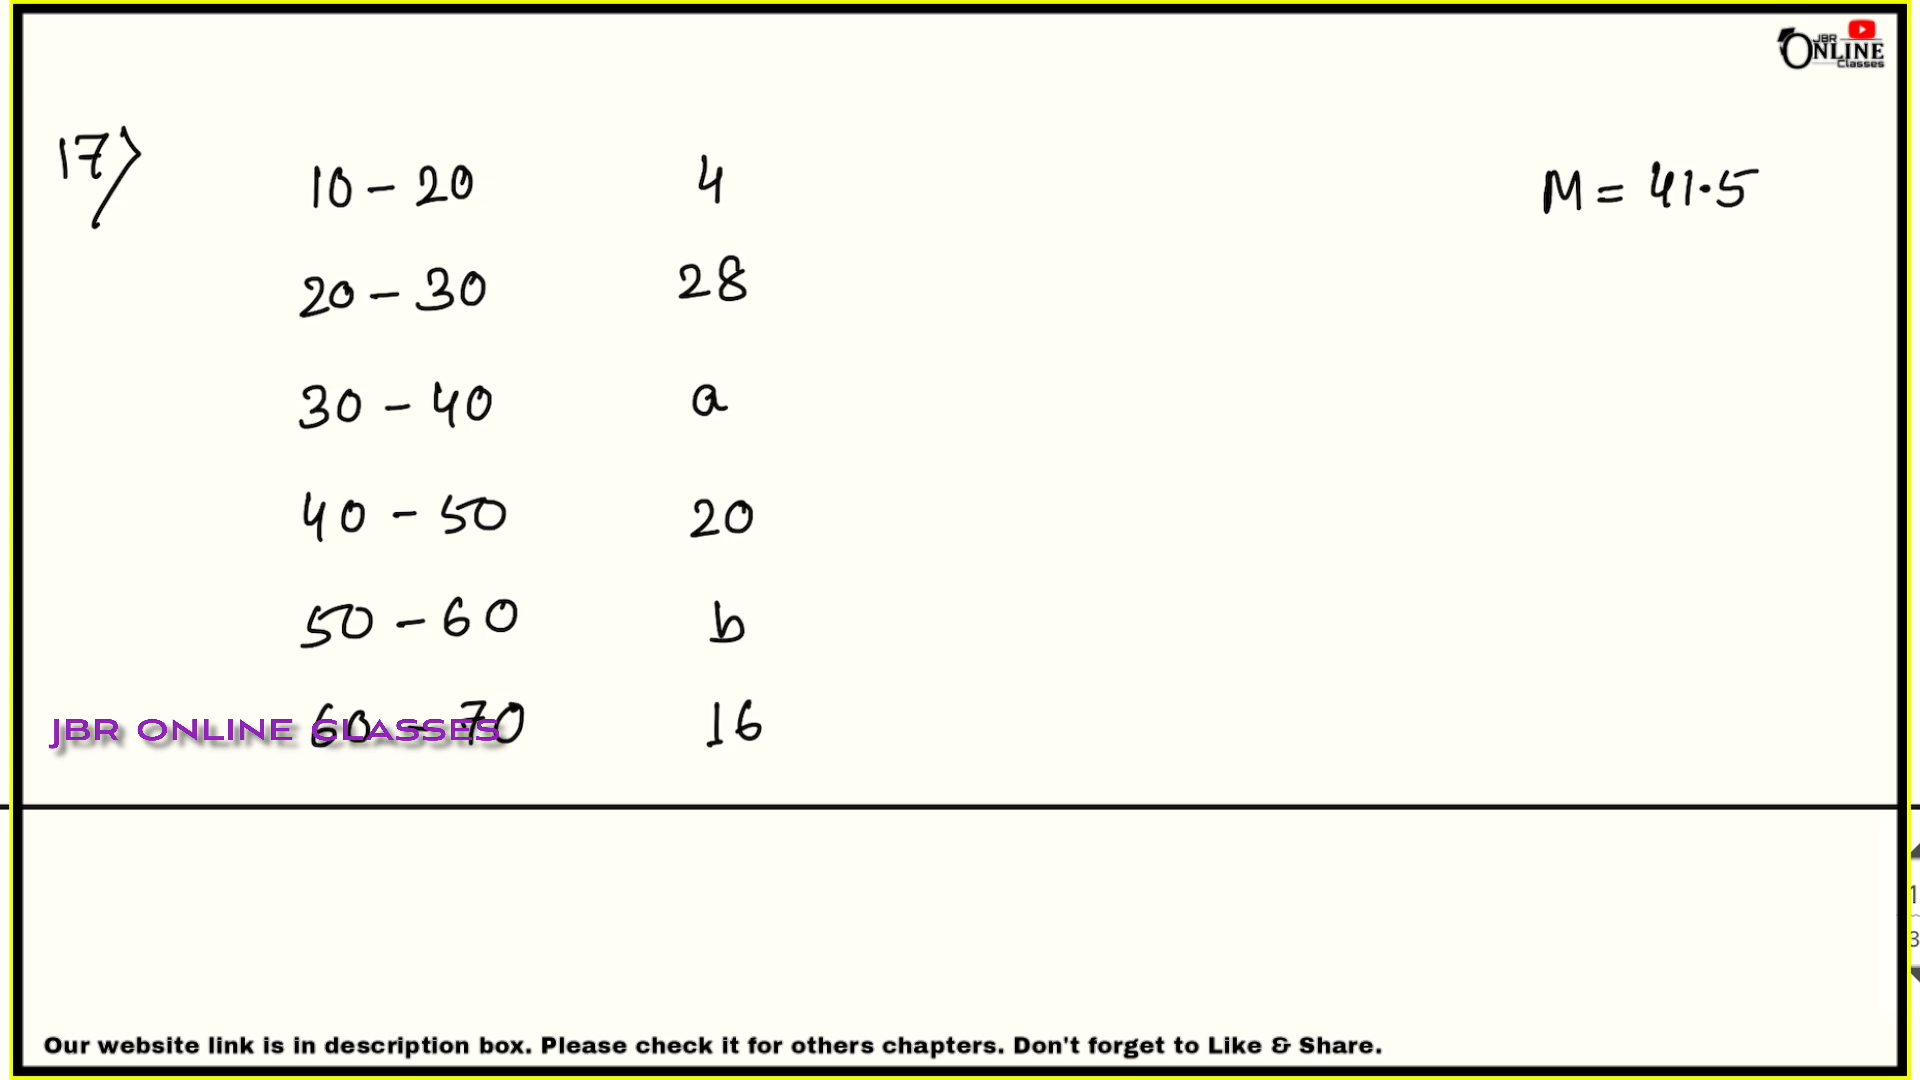 JBR
ONLINE
Classes
17)
10 - 20 4 M = 41.5
20 - 30 28
30 - 40 a
40 - 50 20
50 - 60 b
60 - 70 16
JBR ONLINE CLASSES
1
3
Our website link is in description box. Please check it for others chapters. Don't forget to Like & Share.